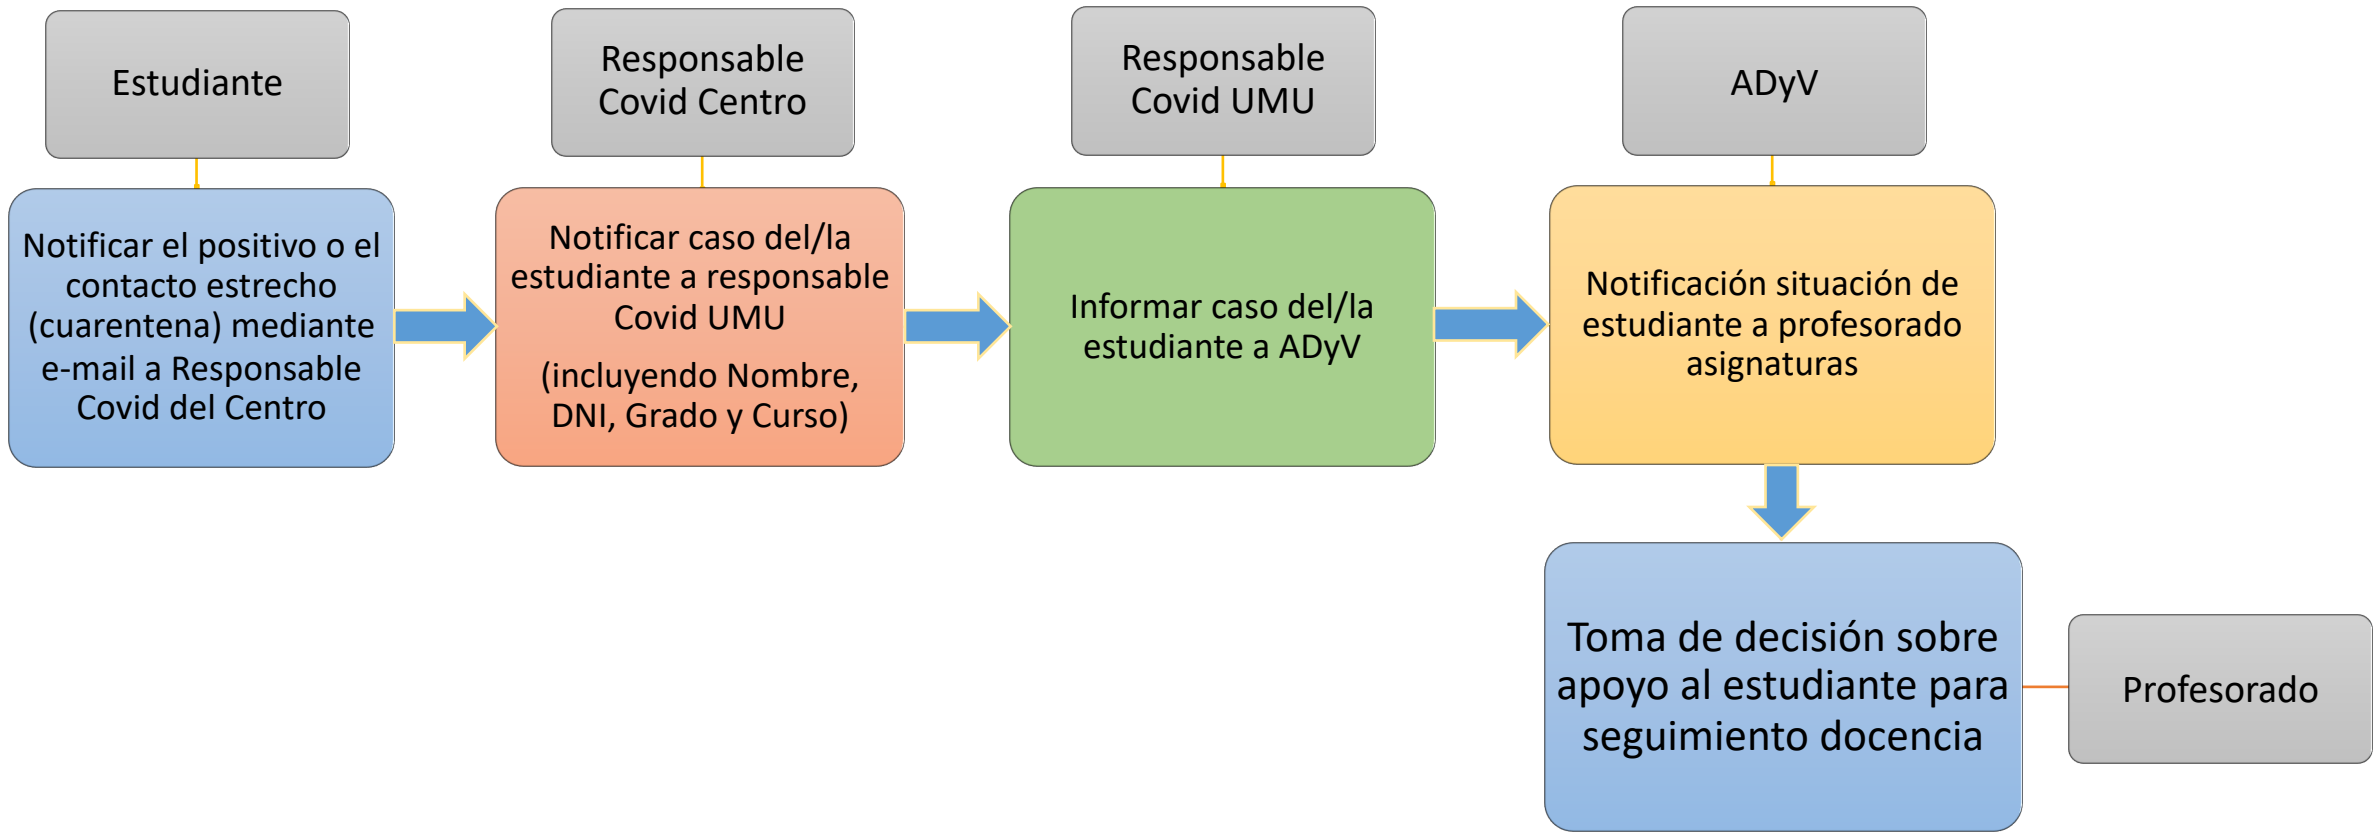 Estudiante
Responsable
Covid Centro
Responsable
Covid UMU
ADyV
Notificar el positivo o el
contacto estrecho
(cuarentena) mediante
e-mail a Responsable
Covid del Centro
Notificar caso del/la
estudiante a responsable
Covid UMU
(incluyendo Nombre,
DNI, Grado y Curso)
Informar caso del/la
estudiante a ADyV
Notificación situación de
estudiante a profesorado
asignaturas
Toma de decisión sobre
apoyo al estudiante para
seguimiento docencia
Profesorado